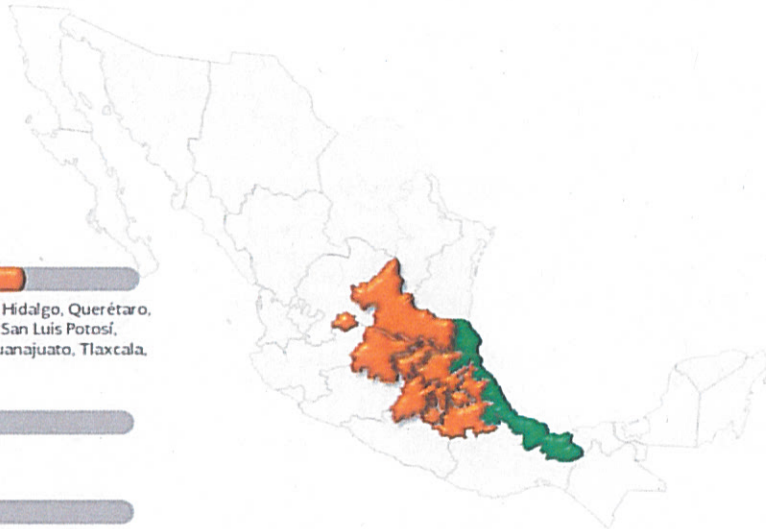 Hidalgo, Querétaro,
San Luis Potosí,
uanajuato, Tlaxcala,